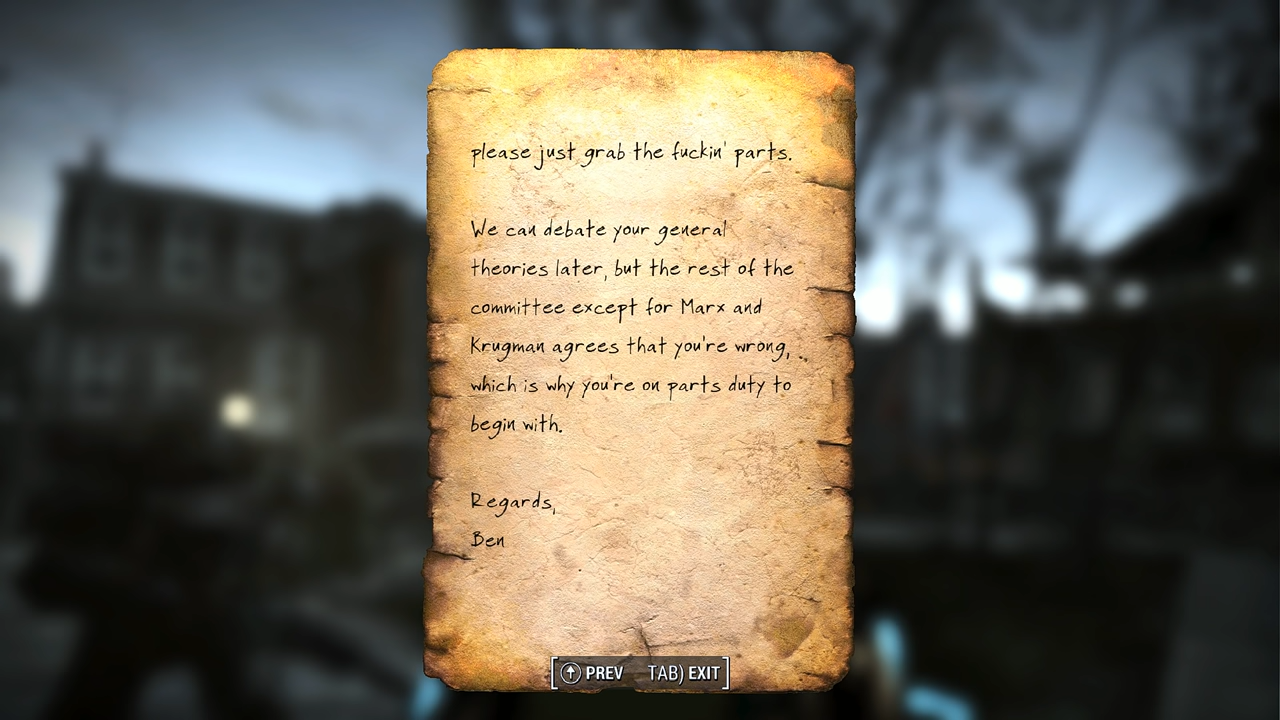 please just grab the fuckin' parts.
We can debate your general
theories later, but the rest of the
committee except for Marx and
Krugman agrees that you're wrong,
which is why you're on parts duty to
begin with.
Regards,
Ben
PREV TAB) EXIT